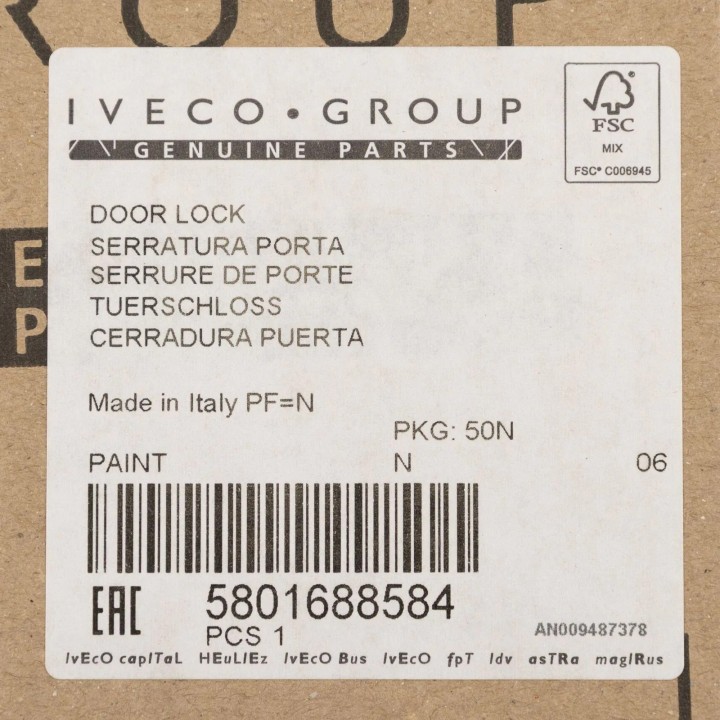 IVECO • GROUP
GENUINE PARTS
FSC
MIX
FSC® C006945
DOOR LOCK
SERRATURA PORTA
SERRURE DE PORTE
TUERSCHLOSS
CERRADURA PUERTA
Made in Italy PF=N
PKG: 50N
PAINT N 06
EAC 5801688584
PCS 1
AN009487378
IvEcO capITaL HEuLIEz IvEcO Bus IvEcO fpT Idv asTRa magIRus